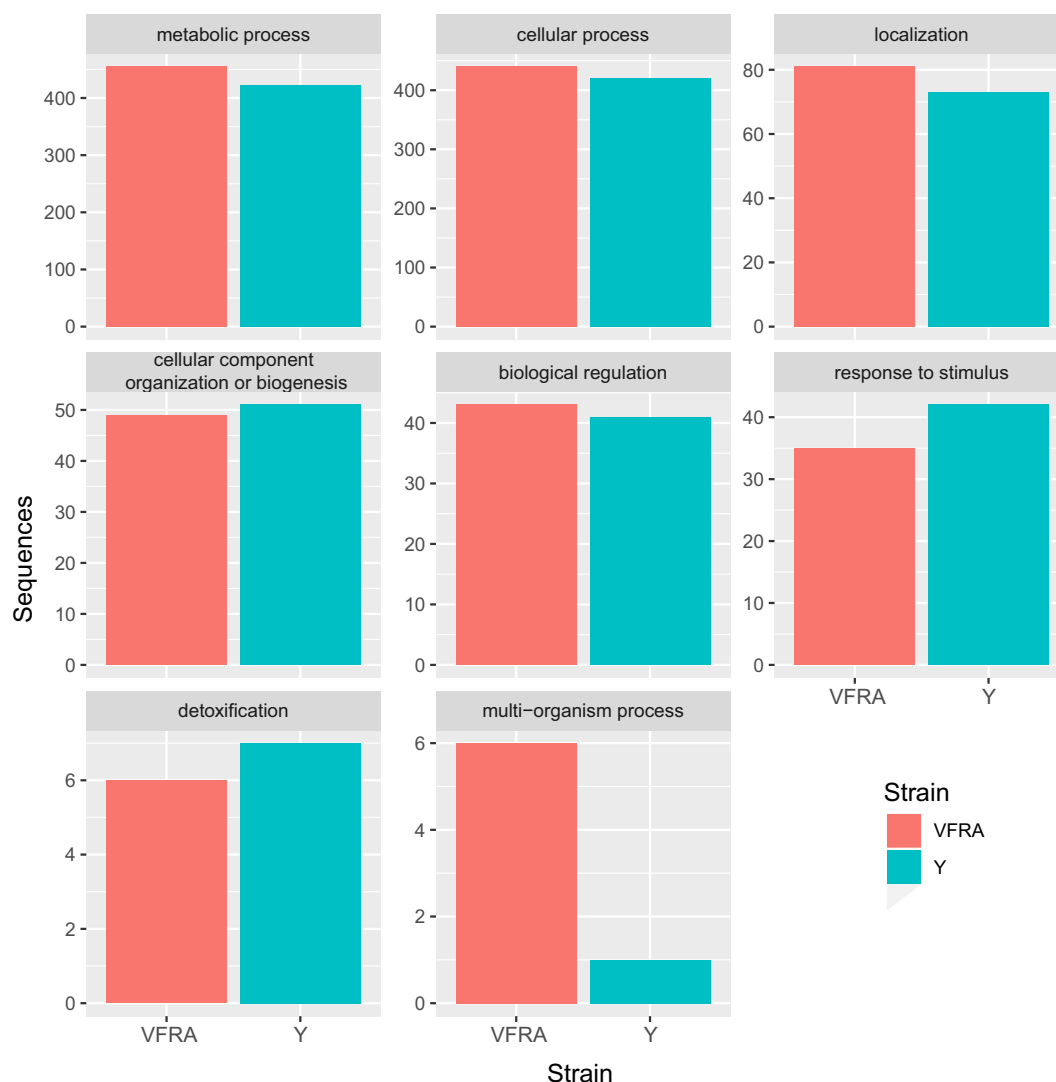 metabolic process
cellular process
localization
400
300
200
100
0
400
300
200
100
0
80
60
40
20
0
cellular component
organization or biogenesis
biological regulation
response to stimulus
50
40
30
20
10
0
40
30
20
10
0
40
30
20
10
0
VFRA
Y
Sequences
detoxification
multi−organism process
6
4
2
0
6
4
2
0
VFRA
Y
VFRA
Y
Strain
VFRA
Y
Strain